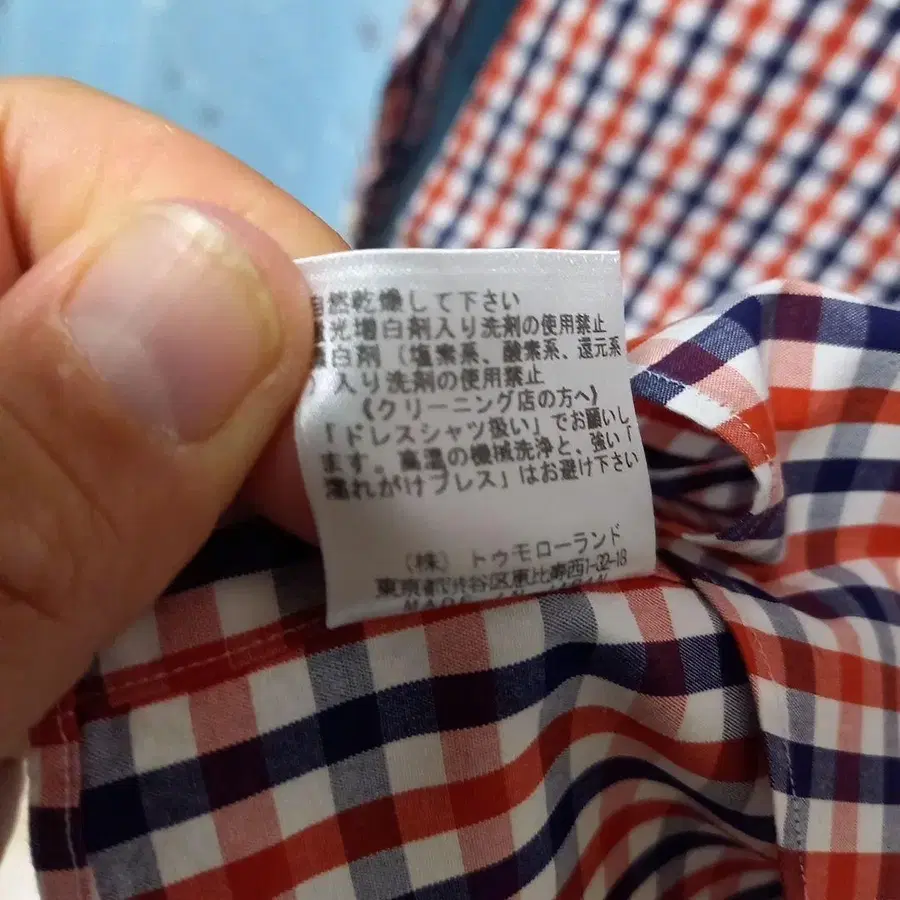 自然乾燥して下さい
光増白剤入り洗剤の使用禁止
白剤（塩素系、酸素系、還元系
）入り洗剤の使用禁止
《クリーニング店の方へ》
「ドレスシャツ扱い」でお願いし
ます。高温の機械洗浄と、強い「
濡れがけプレス」はお避け下さい
（株）トゥモローランド
東京都渋谷区恵比寿西1-32-18
MADE IN JAPAN